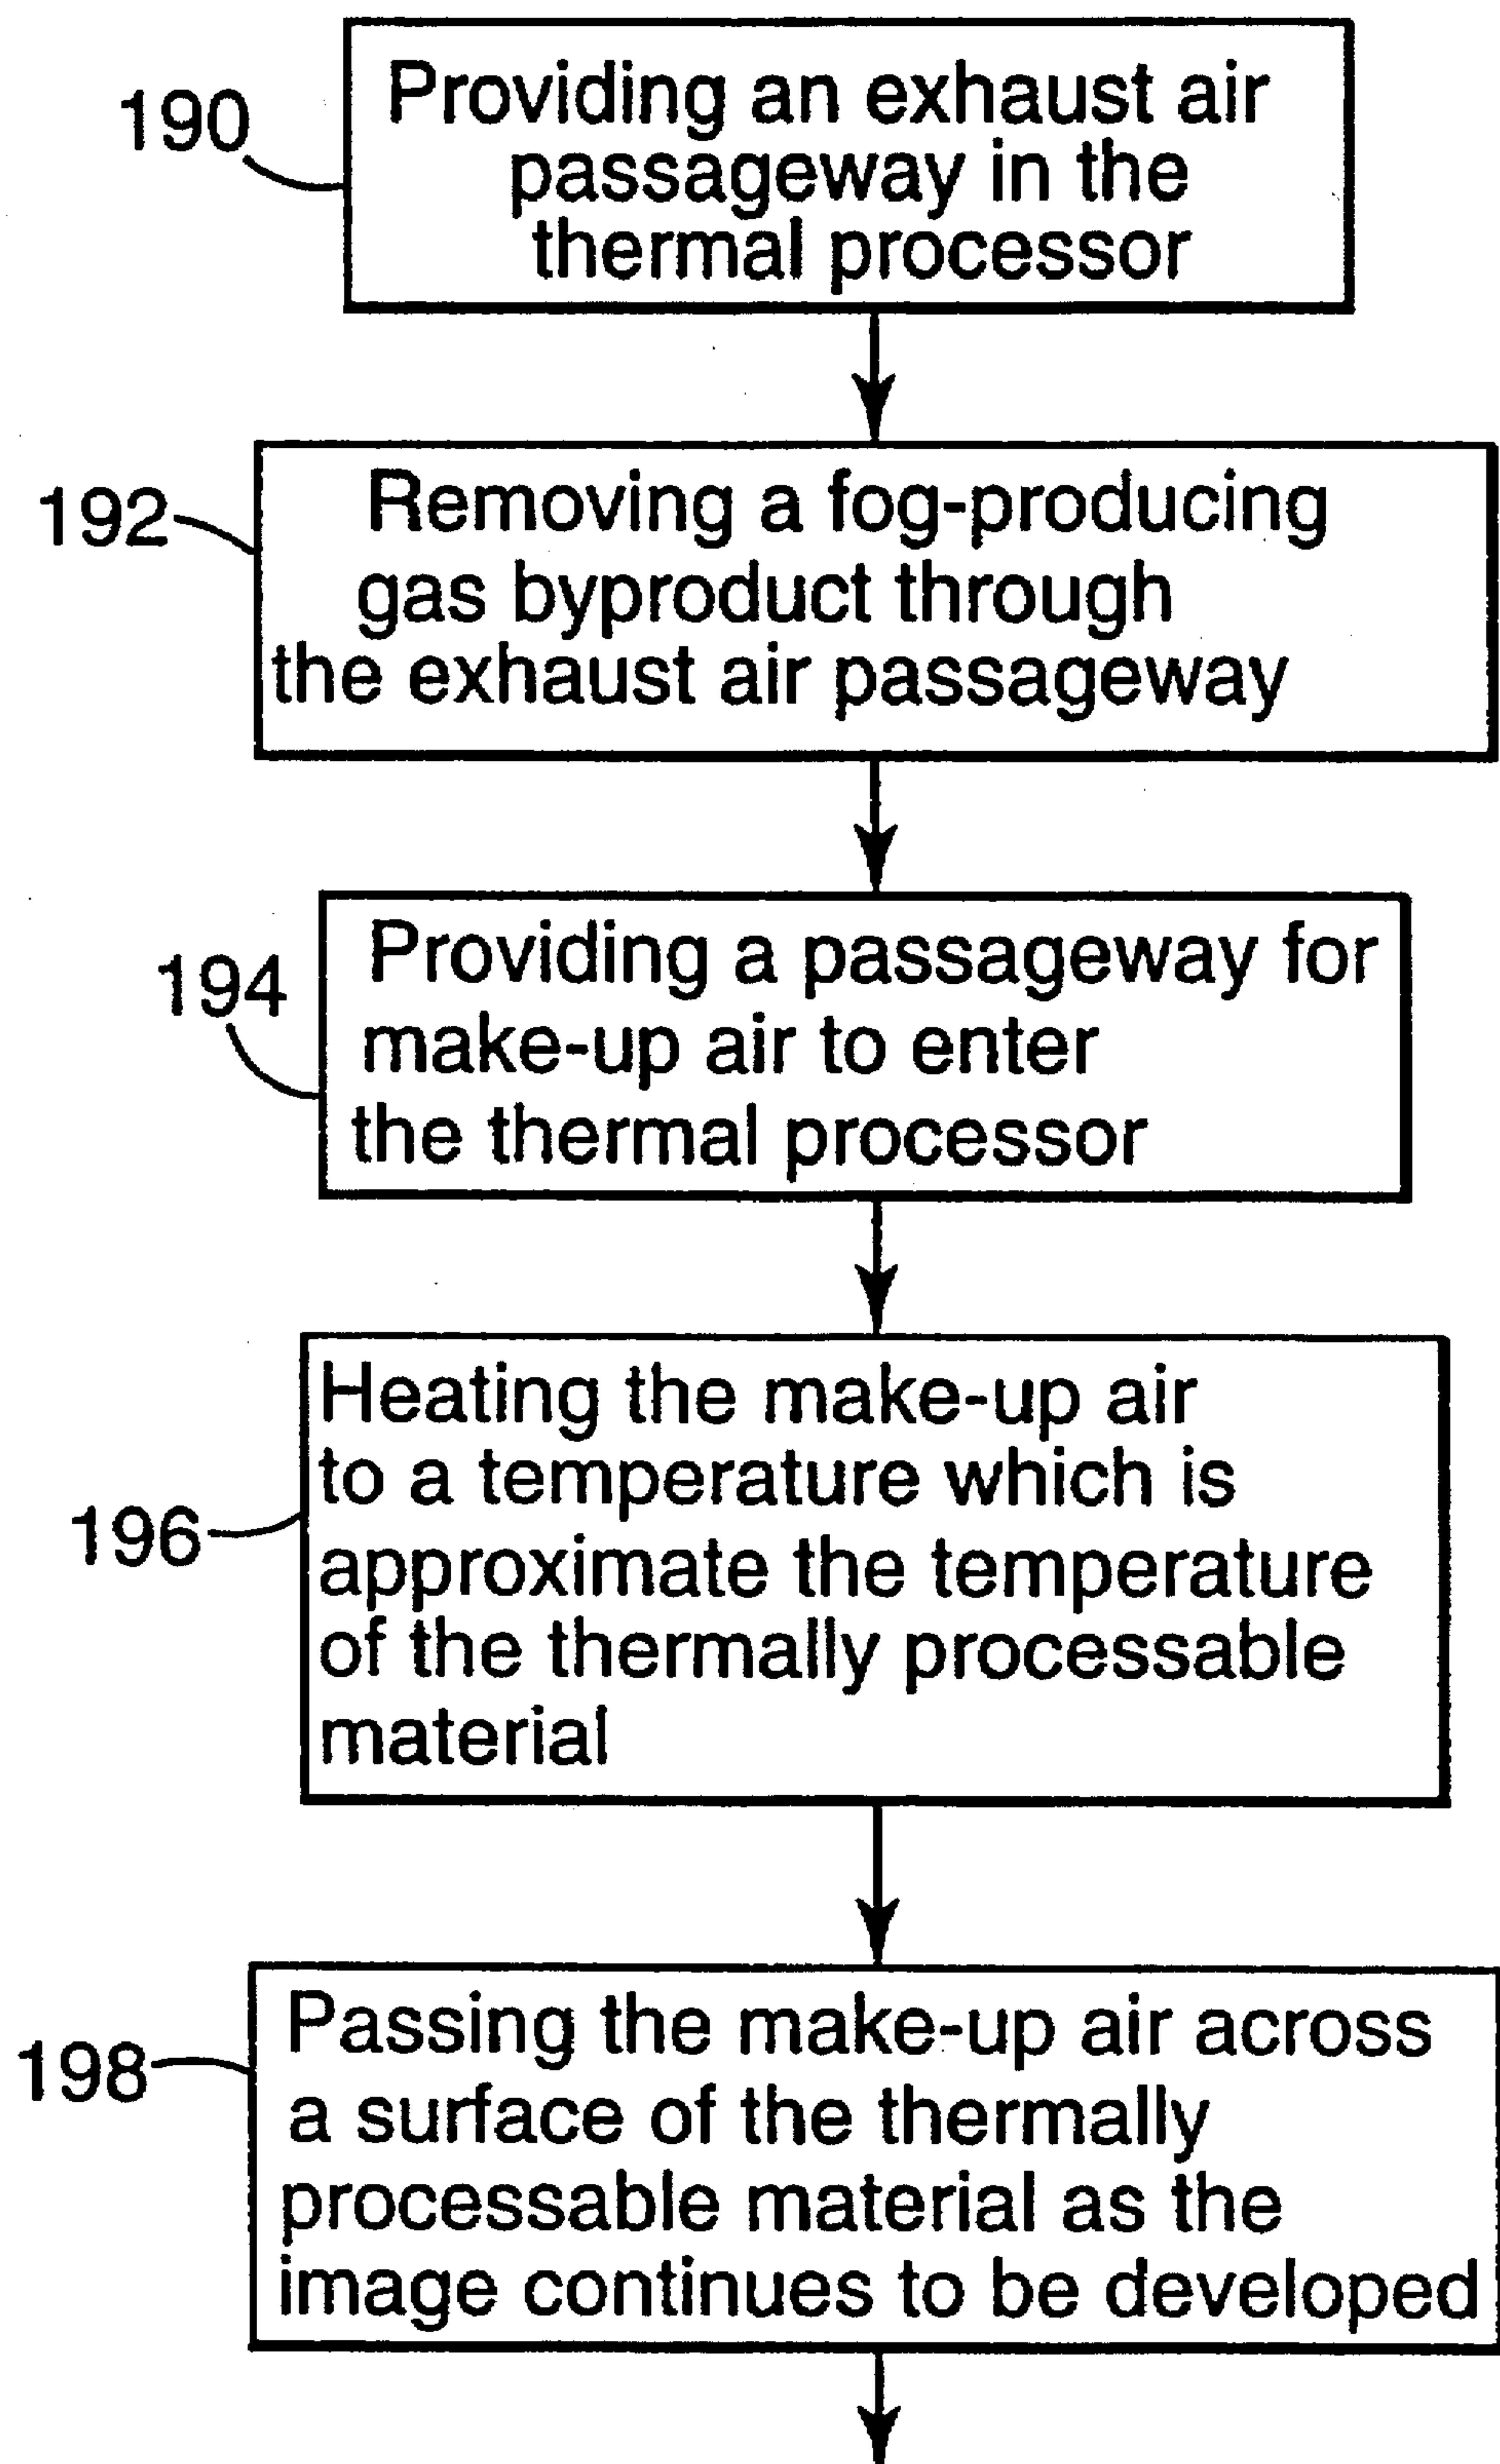 190
Providing an exhaust air
passageway in the
thermal processor
192
Removing a fog-producing
gas byproduct through
the exhaust air passageway
194
Providing a passageway for
make-up air to enter
the thermal processor
196
Heating the make-up air
to a temperature which is
approximate the temperature
of the thermally processable
material
198
Passing the make-up air across
a surface of the thermally
processable material as the
image continues to be developed